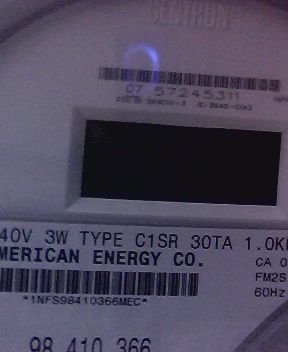 SENTRON
07 57245311
40V 3W TYPE C1SR 30TA 1.0K
MERICAN ENERGY CO.
CA 0
*1NFS98410366MEC*
FM2S
60Hz
98 410 366